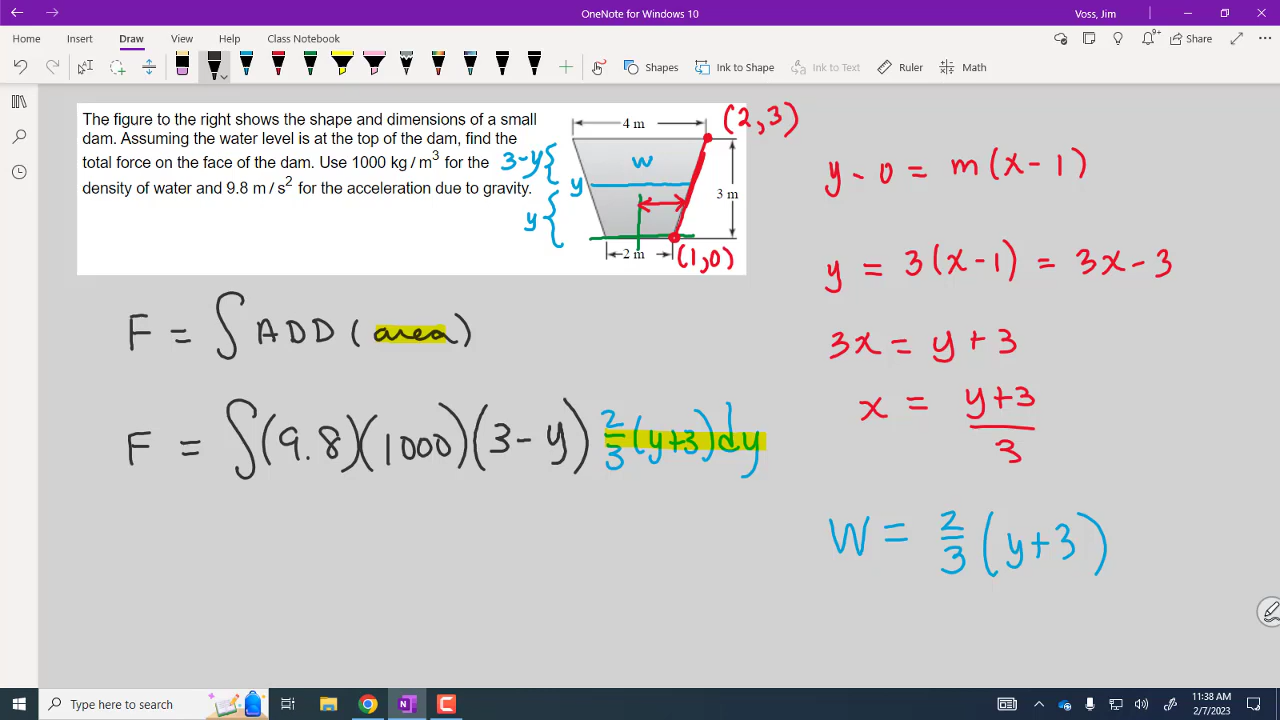 OneNote for Windows 10
Voss, Jim
Home Insert Draw View Help Class Notebook
Share
Shapes Ink to Shape Ink to Text Ruler Math
The figure to the right shows the shape and dimensions of a small
dam. Assuming the water level is at the top of the dam, find the
total force on the face of the dam. Use 1000 kg / m³ for the
density of water and 9.8 m / s² for the acceleration due to gravity.
4 m
(2,3)
3-y
W
y
3 m
y
2 m
(1,0)
y - 0 = m(x-1)
y = 3(x-1) = 3x-3
3x = y+3
x = y+3
3
W = 2/3 (y+3)
F = ∫ ADD (area)
F = ∫(9.8)(1000)(3-y) 2/3 (y+3)dy
Type here to search
11:38 AM
2/7/2023